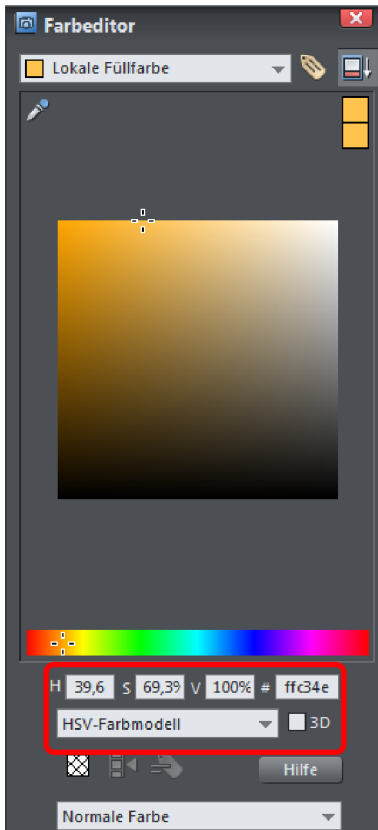 Farbeditor
Lokale Füllfarbe
H 39,6 S 69,39 V 100% # ffc34e
HSV-Farbmodell 3D
Hilfe
Normale Farbe